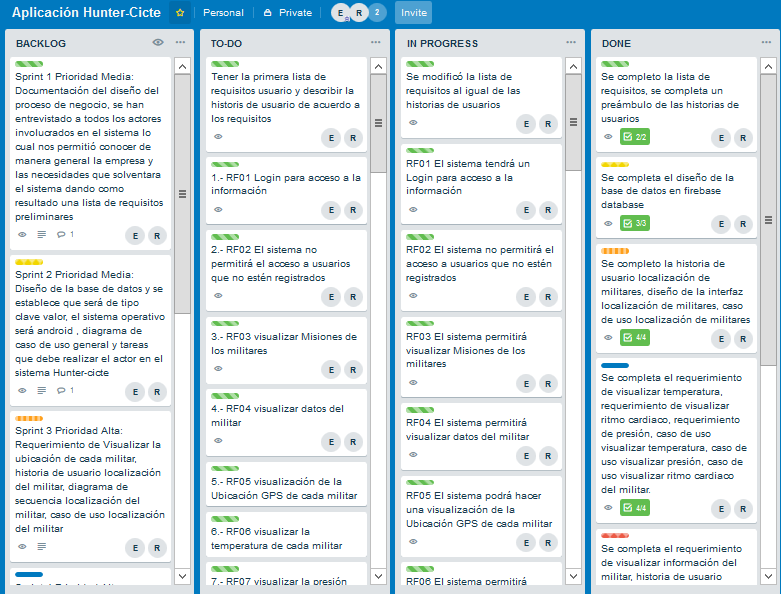 Aplicación Hunter-Cicte
Personal
Private
E R 2
Invite
BACKLOG
Sprint 1 Prioridad Media:
Documentación del diseño del
proceso de negocio, se han
entrevistado a todos los actores
involucrados en el sistema lo
cual nos permitió conocer de
manera general la empresa y
las necesidades que solventara
el sistema dando como
resultado una lista de requisitos
preliminares
1
E R
Sprint 2 Prioridad Media:
Diseño de la base de datos y se
establece que será de tipo
clave valor, el sistema operativo
será android , diagrama de
caso de uso general y tareas
que debe realizar el actor en el
sistema Hunter-cicte
1
E R
Sprint 3 Prioridad Alta:
Requerimiento de Visualizar la
ubicación de cada militar,
historia de usuario localización
del militar, diagrama de
secuencia localización del
militar, caso de uso localización
del militar
E R
TO-DO
Tener la primera lista de
requisitos usuario y describir la
historis de usuario de acuerdo a
los requisitos
E R
1.- RF01 Login para acceso a la
información
E R
2.- RF02 El sistema no
permitirá el acceso a usuarios
que no estén registrados
E R
3.- RF03 visualizar Misiones de
los militares
E R
4.- RF04 visualizar datos del
militar
E R
5.- RF05 visualización de la
Ubicación GPS de cada militar
6.- RF06 visualizar la
temperatura de cada militar
7.- RF07 visualizar la presión
IN PROGRESS
Se modificó la lista de
requisitos al igual de las
historias de usuarios
E R
RF01 El sistema tendrá un
Login para acceso a la
información
E R
RF02 El sistema no permitirá el
acceso a usuarios que no estén
registrados
E R
RF03 El sistema permitirá
visualizar Misiones de los
militares
E R
RF04 El sistema permitirá
visualizar datos del militar
E R
RF05 El sistema podrá hacer
una visualización de la
Ubicación GPS de cada militar
E R
RF06 El sistema permitirá
DONE
Se completo la lista de
requisitos, se completa un
preámbulo de las historias de
usuarios
2/2
E R
Se completa el diseño de la
base de datos en firebase
database
3/3
E R
Se completo la historia de
usuario localización de
militares, diseño de la interfaz
localización de militares, caso
de uso localización de militares
4/4
E R
Se completa el requerimiento
de visualizar temperatura,
requerimiento de visualizar
ritmo cardiaco, requerimiento
de presión, caso de uso
visualizar temperatura, caso de
uso visualizar presión, caso de
uso visualizar ritmo cardiaco
del militar.
4/4
E R
Se completa el requerimiento
de visualizar información del
militar, historia de usuario